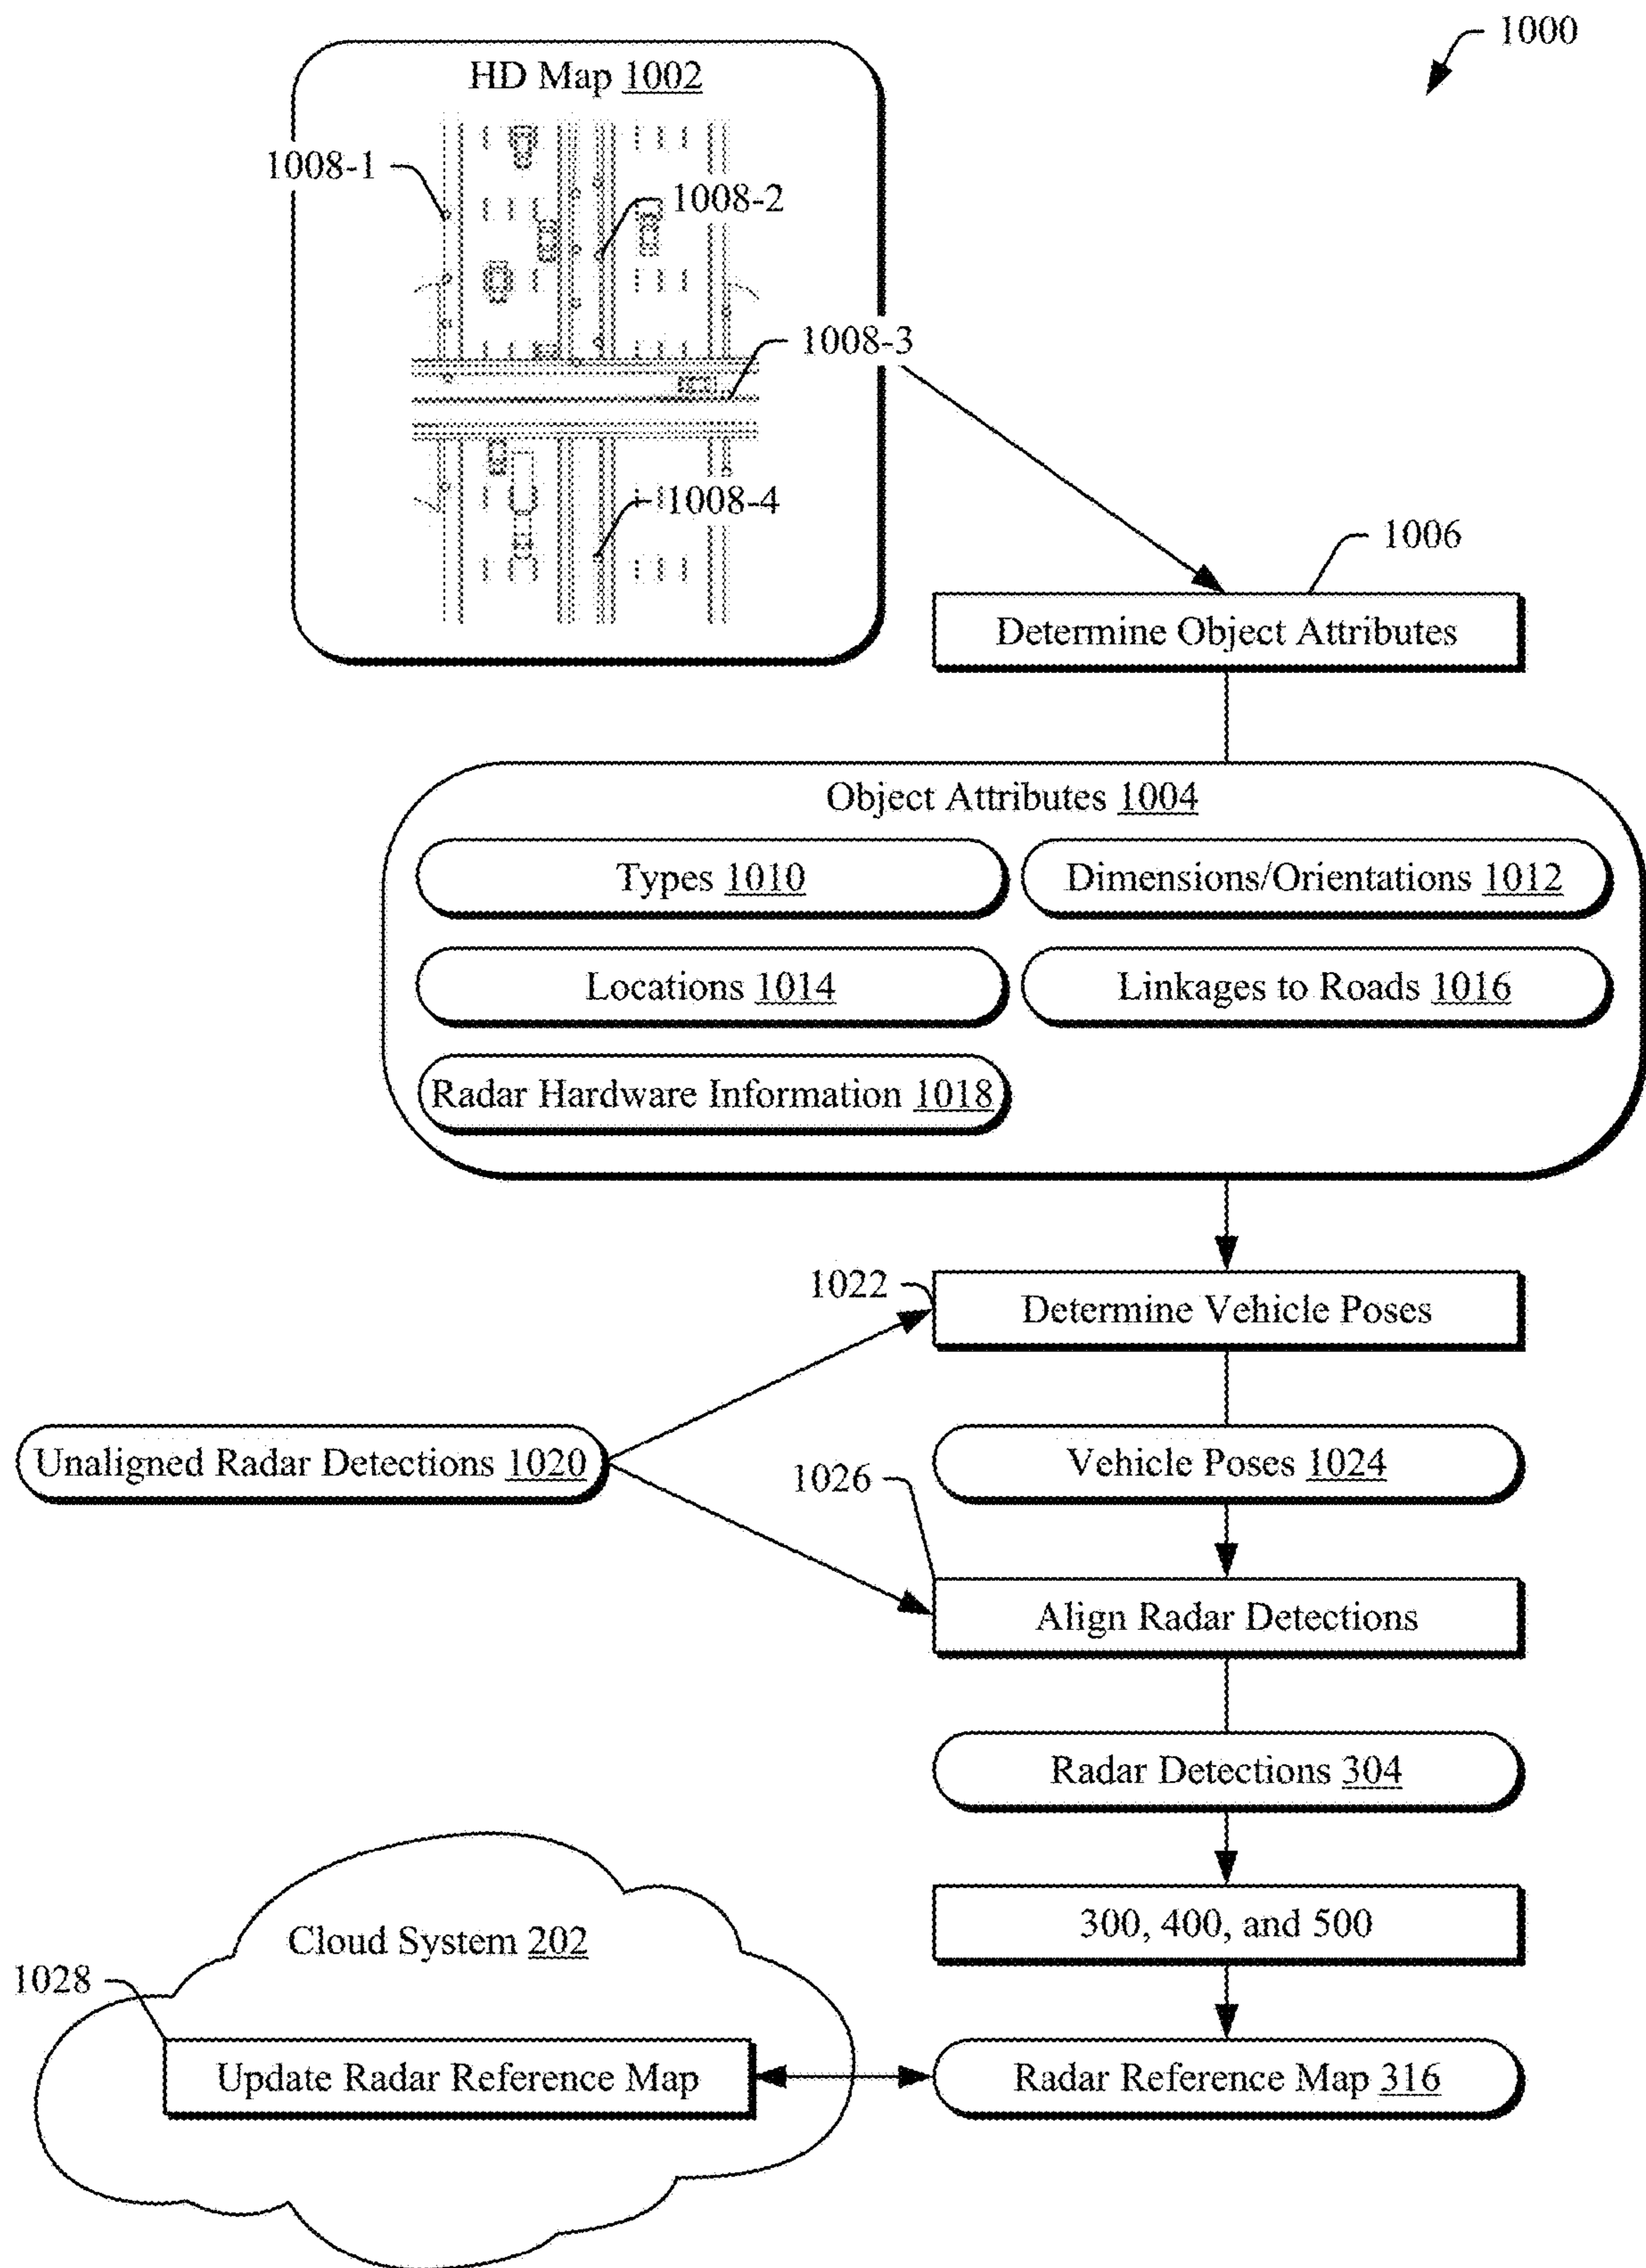 1000
HD Map 1002
1008-1
1008-2
1008-3
1008-4
1006
Determine Object Attributes
Object Attributes 1004
Types 1010
Dimensions/Orientations 1012
Locations 1014
Linkages to Roads 1016
Radar Hardware Information 1018
1022
Determine Vehicle Poses
Unaligned Radar Detections 1020
Vehicle Poses 1024
1026
Align Radar Detections
Radar Detections 304
300, 400, and 500
Cloud System 202
1028
Update Radar Reference Map
Radar Reference Map 316